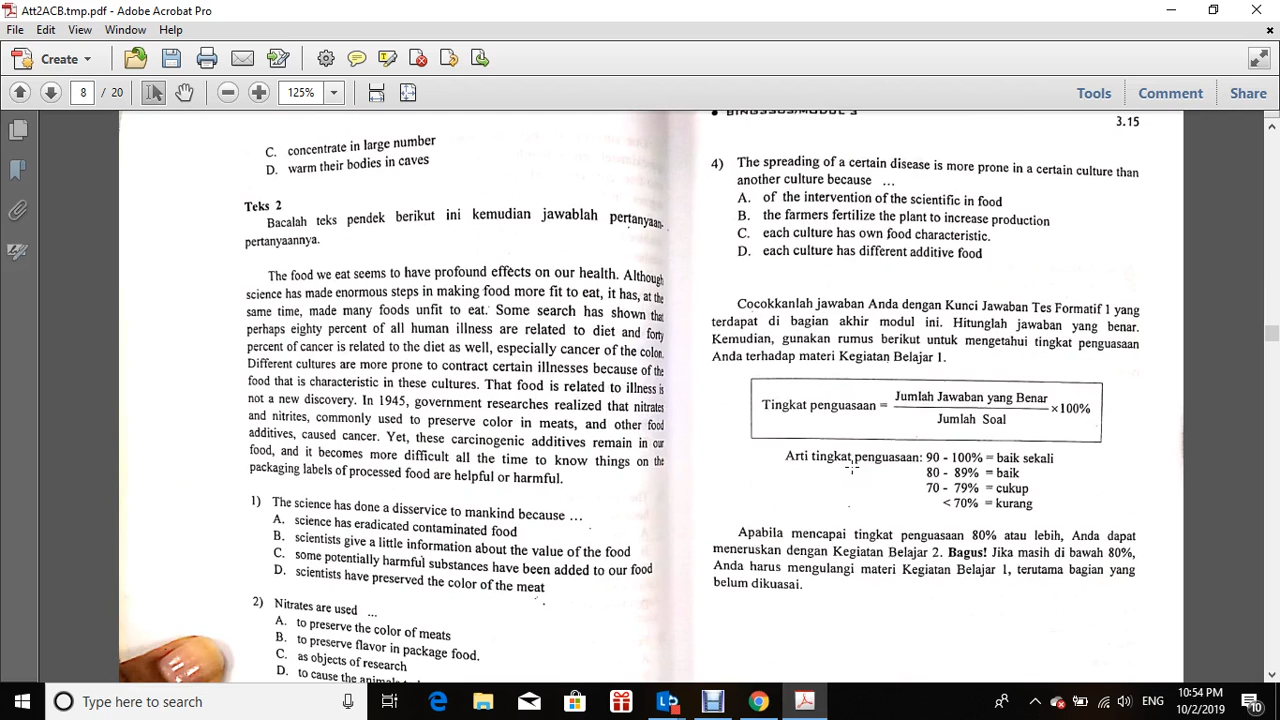 Att2ACB.tmp.pdf - Adobe Acrobat Pro
File Edit View Window Help
Create
8 / 20 125% Tools Comment Share
C. concentrate in large number
D. warm their bodies in caves
Teks 2
Bacalah teks pendek berikut ini kemudian jawablah pertanyaan-
pertanyaannya.
The food we eat seems to have profound effects on our health. Although
science has made enormous steps in making food more fit to eat, it has, at the
same time, made many foods unfit to eat. Some search has shown that
perhaps eighty percent of all human illness are related to diet and forty
percent of cancer is related to the diet as well, especially cancer of the colon.
Different cultures are more prone to contract certain illnesses because of the
food that is characteristic in these cultures. That food is related to illness is
not a new discovery. In 1945, government researches realized that nitrates
and nitrites, commonly used to preserve color in meats, and other food
additives, caused cancer. Yet, these carcinogenic additives remain in our
food, and it becomes more difficult all the time to know things on the
packaging labels of processed food are helpful or harmful.
1) The science has done a disservice to mankind because ...
A. science has eradicated contaminated food
B. scientists give a little information about the value of the food
C. some potentially harmful substances have been added to our food
D. scientists have preserved the color of the meat
2) Nitrates are used ...
A. to preserve the color of meats
B. to preserve flavor in package food.
C. as objects of research
D. to cause the
3.15
4) The spreading of a certain disease is more prone in a certain culture than
another culture because ...
A. of the intervention of the scientific in food
B. the farmers fertilize the plant to increase production
C. each culture has own food characteristic.
D. each culture has different additive food
Cocokkanlah jawaban Anda dengan Kunci Jawaban Tes Formatif 1 yang
terdapat di bagian akhir modul ini. Hitunglah jawaban yang benar.
Kemudian, gunakan rumus berikut untuk mengetahui tingkat penguasaan
Anda terhadap materi Kegiatan Belajar 1.
Jumlah Jawaban yang Benar
Tingkat penguasaan = ×100%
Jumlah Soal
Arti tingkat penguasaan: 90 - 100% = baik sekali
80 - 89% = baik
70 - 79% = cukup
< 70% = kurang
Apabila mencapai tingkat penguasaan 80% atau lebih, Anda dapat
meneruskan dengan Kegiatan Belajar 2. Bagus! Jika masih di bawah 80%,
Anda harus mengulangi materi Kegiatan Belajar 1, terutama bagian yang
belum dikuasai.
Type here to search
ENG
10:54 PM
10/2/2019
10